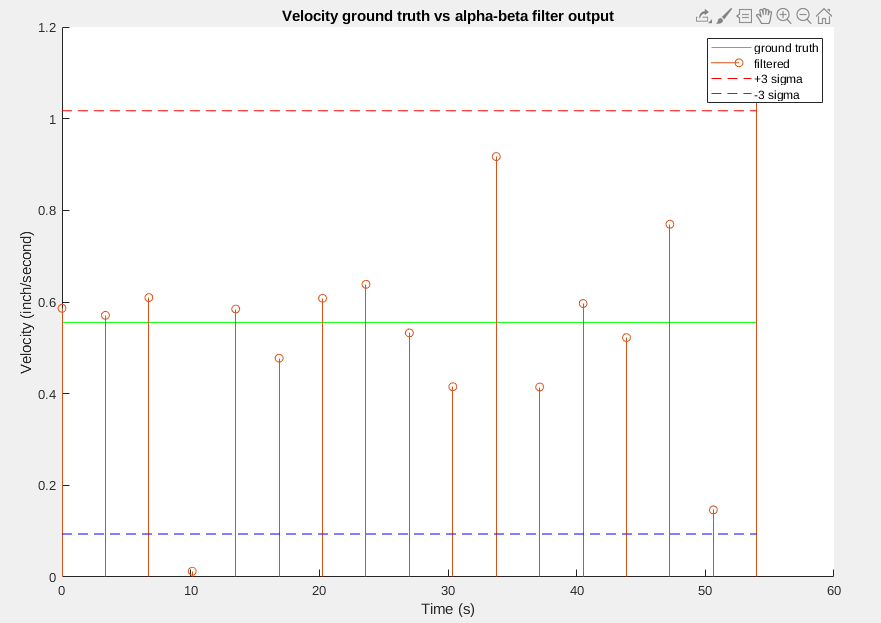 Velocity ground truth vs alpha-beta filter output
ground truth
filtered
+3 sigma
-3 sigma
Velocity (inch/second)
1.2
1
0.8
0.6
0.4
0.2
0
0 10 20 30 40 50 60
Time (s)